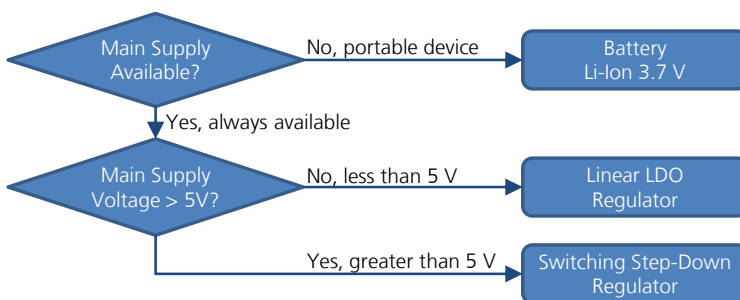 Main Supply
Available?
No, portable device
Battery
Li-Ion 3.7 V
Yes, always available
Main Supply
Voltage > 5V?
No, less than 5 V
Linear LDO
Regulator
Yes, greater than 5 V
Switching Step-Down
Regulator